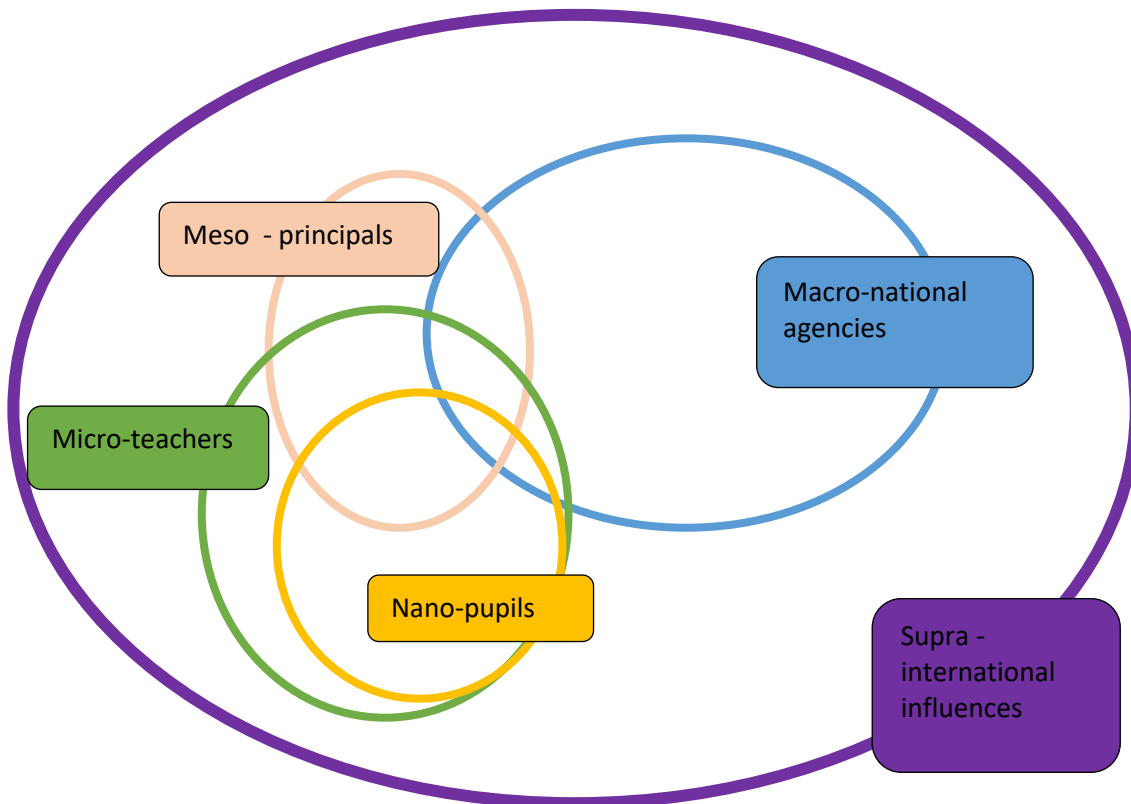 Meso - principals
Macro-national
agencies
Micro-teachers
Nano-pupils
Supra -
international
influences